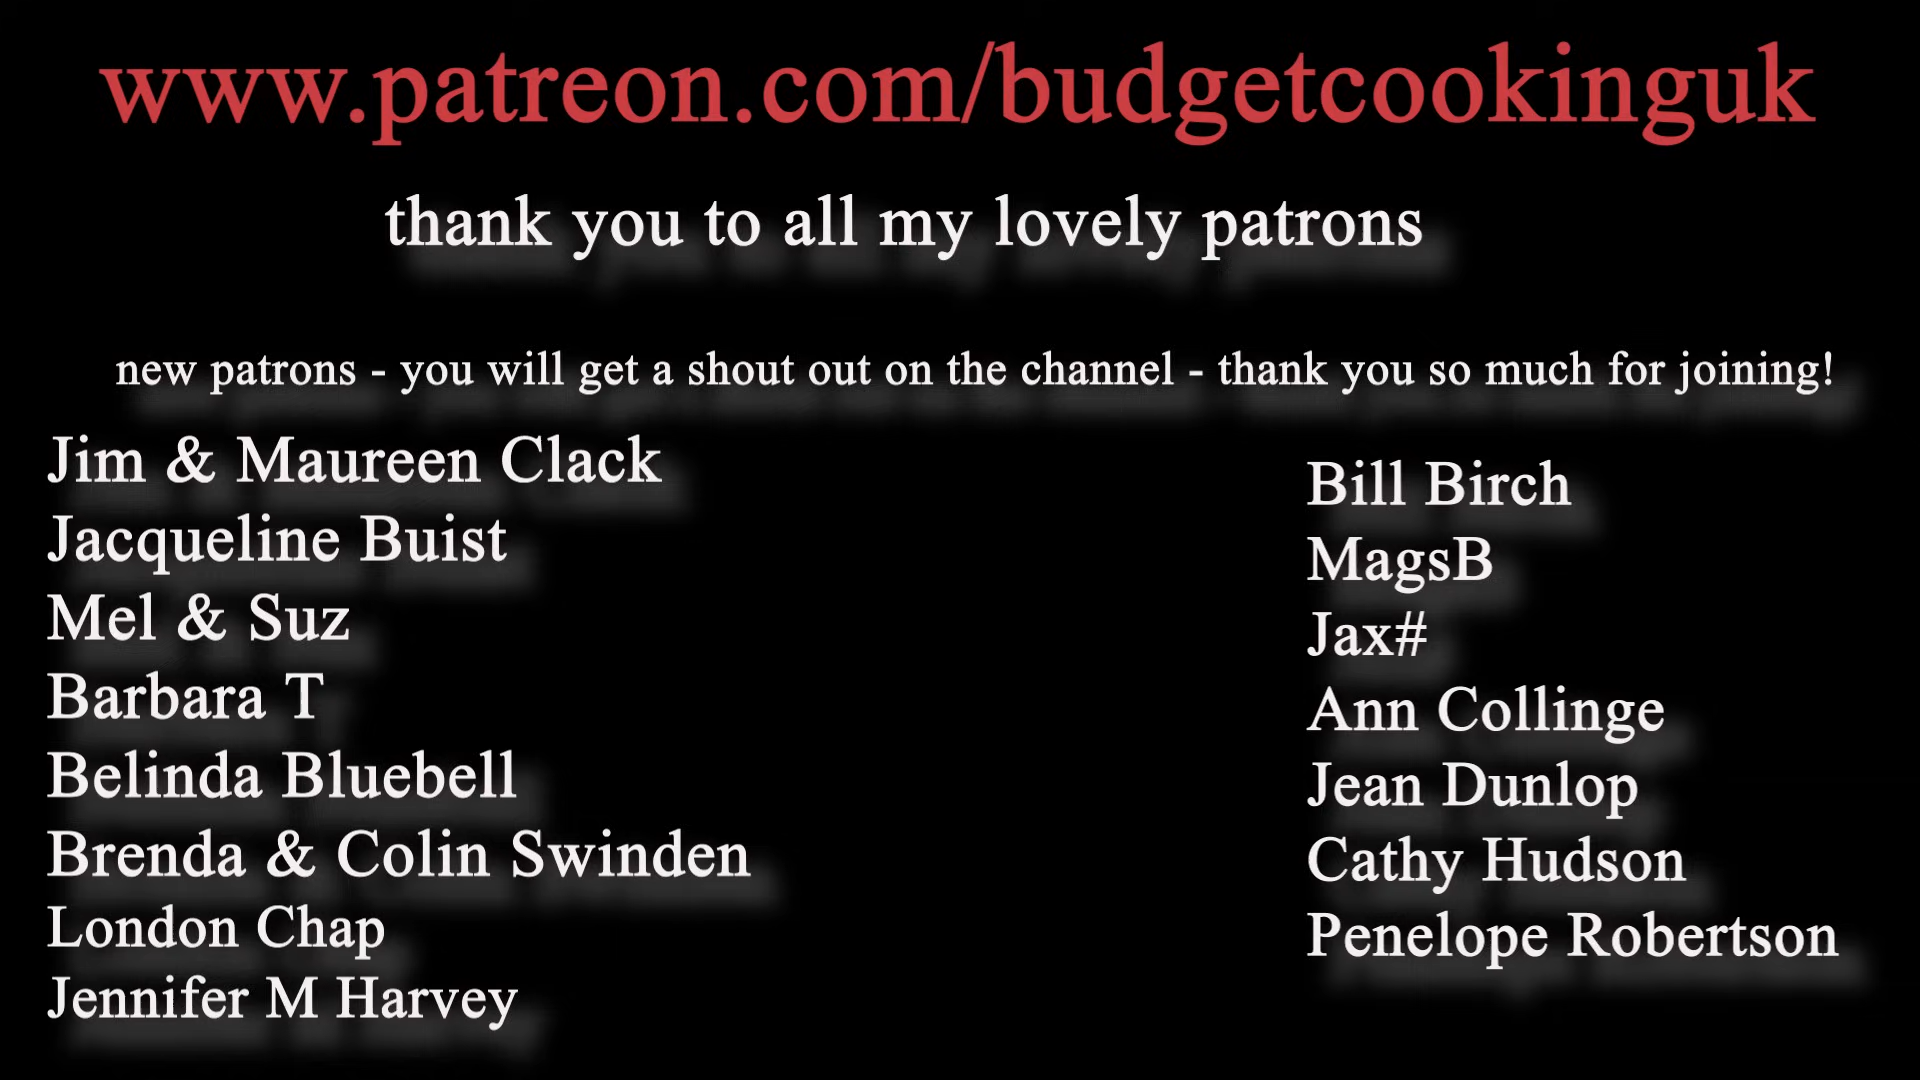 www.patreon.com/budgetcookinguk
thank you to all my lovely patrons
new patrons - you will get a shout out on the channel - thank you so much for joining!
Jim & Maureen Clack
Jacqueline Buist
Mel & Suz
Barbara T
Belinda Bluebell
Brenda & Colin Swinden
London Chap
Jennifer M Harvey
Bill Birch
MagsB
Jax#
Ann Collinge
Jean Dunlop
Cathy Hudson
Penelope Robertson